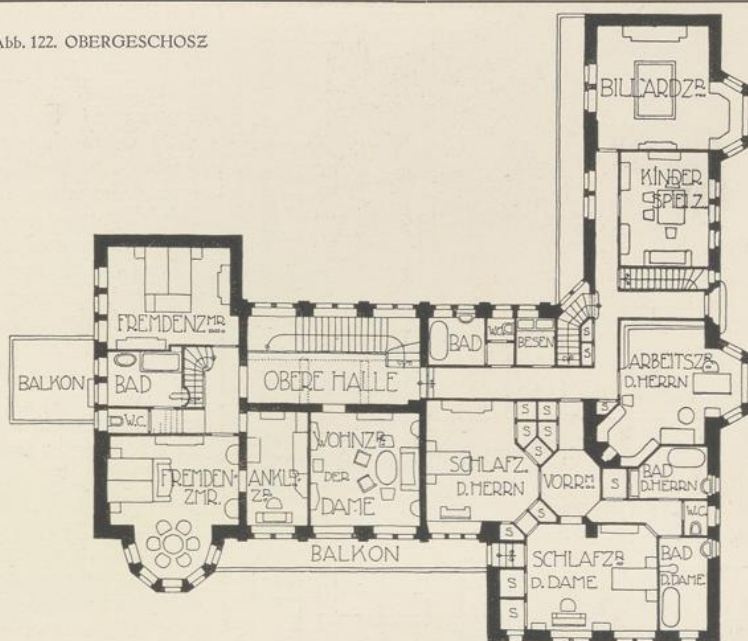 Abb. 122. OBERGESCHOSZ
BILLARDZR
KINDER
SPIELZ.
FREMDENZMR
BALKON
BAD
W.C.
FREMDEN-
ZMR.
OBERE HALLE
ANKLD.
ZR
WOHNZR
DER
DAME
BALKON
BAD
W.C.
BESEN
S
S
ARBEITSZR
D. HERRN
S
SCHLAFZ.
D. HERRN
S
S
S
S
S
VORRM
S
BAD
D. HERRN
W.C.
S
S
S
SCHLAFZR
D. DAME
BAD
D. DAME
S
S